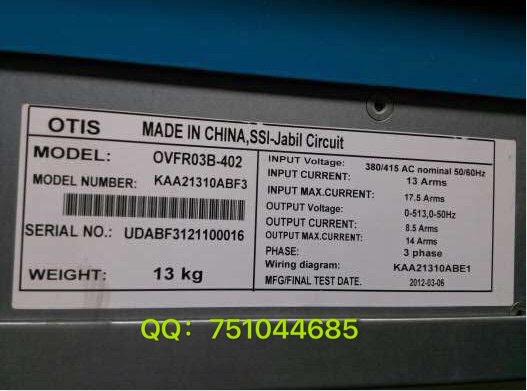 OTIS MADE IN CHINA,SSI-Jabil Circuit
MODEL: OVFR03B-402
MODEL NUMBER: KAA21310ABF3
SERIAL NO.: UDABF3121100016
WEIGHT: 13 kg
INPUT Voltage: 380/415 AC nominal 50/60Hz
INPUT CURRENT: 13 Arms
INPUT MAX.CURRENT: 17.5 Arms
OUTPUT Voltage: 0-513,0-50Hz
OUTPUT CURRENT: 8.5 Arms
OUTPUT MAX.CURRENT: 14 Arms
PHASE: 3 phase
Wiring diagram: KAA21310ABE1
MFG/FINAL TEST DATE. 2012-03-06
QQ: 751044685